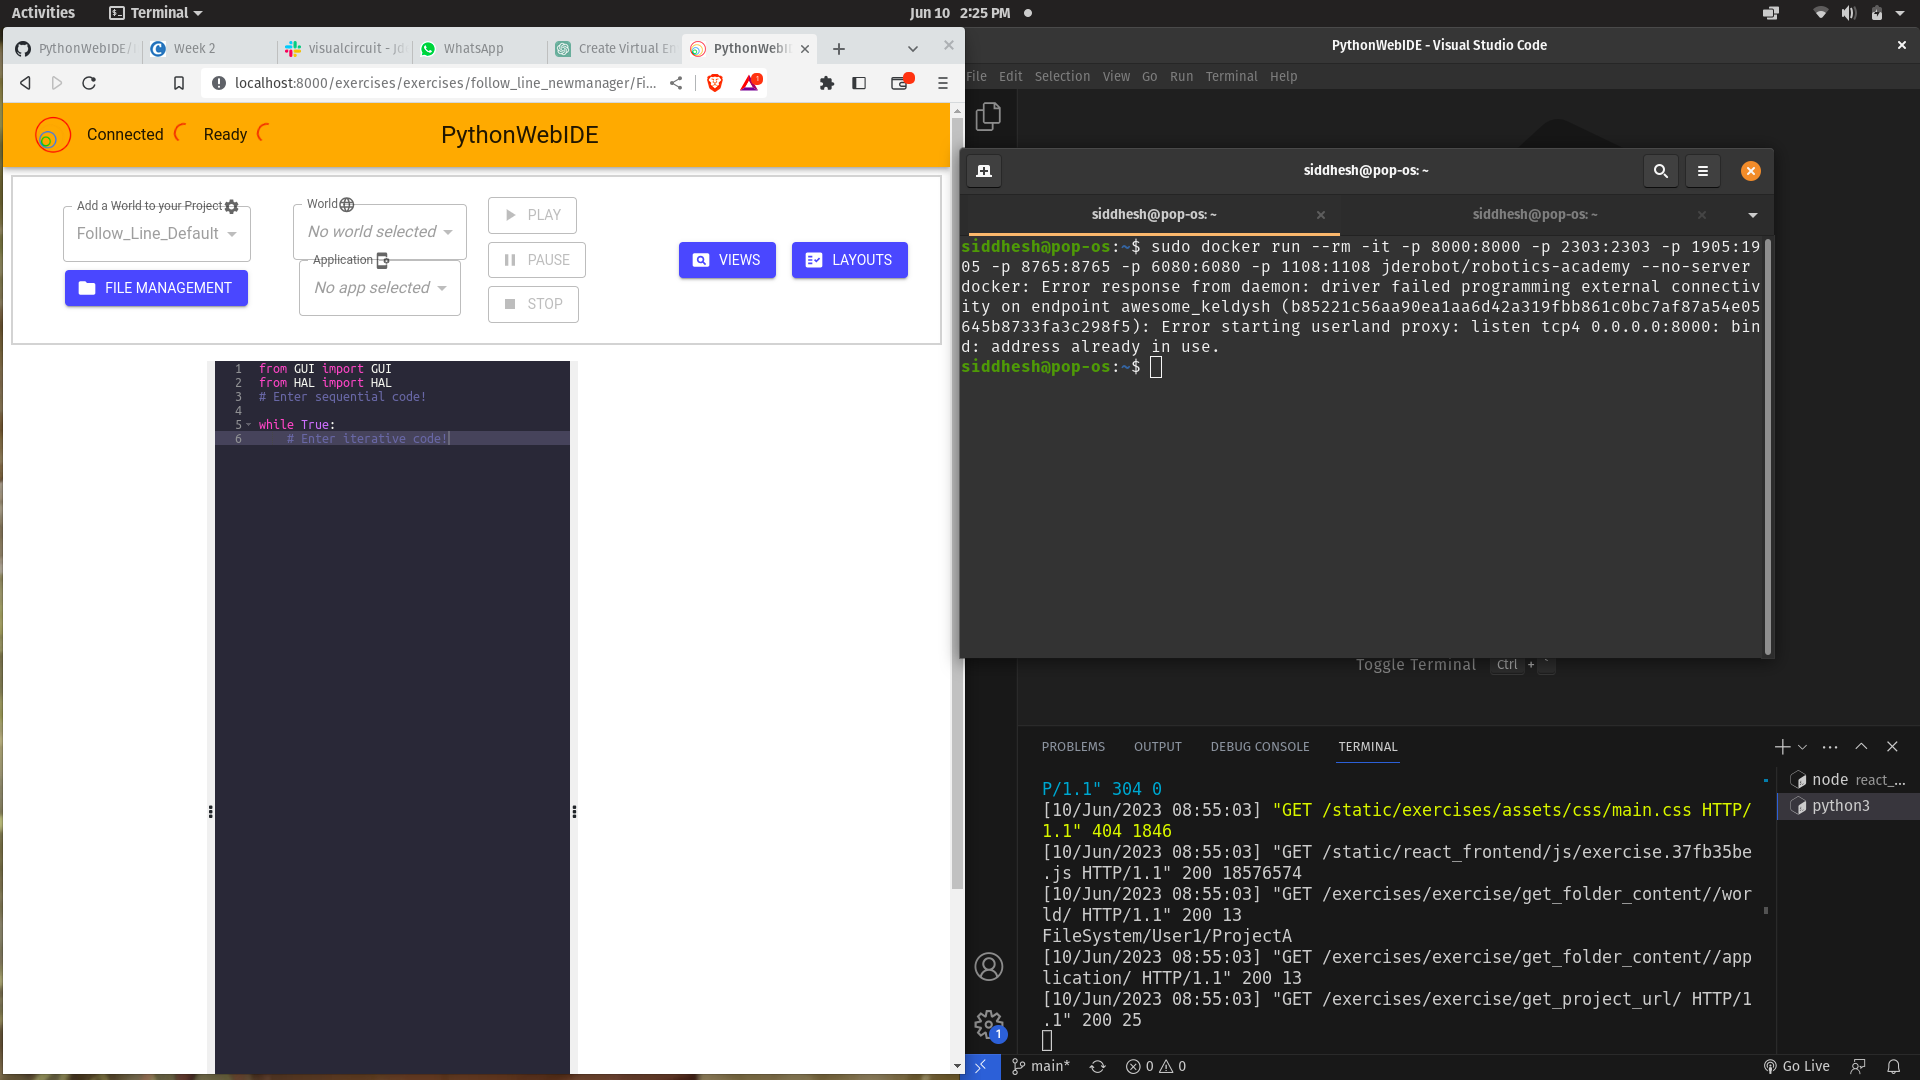 Activities
Terminal
Jun 10 2:25 PM
PythonWebIDE/
Week 2
visualcircuit - Jd
WhatsApp
Create Virtual En
PythonWebI
localhost:8000/exercises/exercises/follow_line_newmanager/Fi...
Connected
Ready
PythonWebIDE
Add a World to your Project
Follow_Line_Default
FILE MANAGEMENT
World
No world selected
Application
No app selected
PLAY
PAUSE
STOP
VIEWS
LAYOUTS
1 from GUI import GUI
2 from HAL import HAL
3 # Enter sequential code!
4
5 while True:
6 # Enter iterative code!
PythonWebIDE - Visual Studio Code
File Edit Selection View Go Run Terminal Help
siddhesh@pop-os: ~
siddhesh@pop-os: ~
siddhesh@pop-os: ~
siddhesh@pop-os:~$ sudo docker run --rm -it -p 8000:8000 -p 2303:2303 -p 1905:19
05 -p 8765:8765 -p 6080:6080 -p 1108:1108 jderobot/robotics-academy --no-server
docker: Error response from daemon: driver failed programming external connectiv
ity on endpoint awesome_keldysh (b85221c56aa90ea1aa6d42a319fbb861c0bc7af87a54e05
645b8733fa3c298f5): Error starting userland proxy: listen tcp4 0.0.0.0:8000: bin
d: address already in use.
siddhesh@pop-os:~$
Toggle Terminal Ctrl + `
PROBLEMS OUTPUT DEBUG CONSOLE TERMINAL
P/1.1" 304 0
[10/Jun/2023 08:55:03] "GET /static/exercises/assets/css/main.css HTTP/
1.1" 404 1846
[10/Jun/2023 08:55:03] "GET /static/react_frontend/js/exercise.37fb35be
.js HTTP/1.1" 200 18576574
[10/Jun/2023 08:55:03] "GET /exercises/exercise/get_folder_content//wor
ld/ HTTP/1.1" 200 13
FileSystem/User1/ProjectA
[10/Jun/2023 08:55:03] "GET /exercises/exercise/get_folder_content//app
lication/ HTTP/1.1" 200 13
[10/Jun/2023 08:55:03] "GET /exercises/exercise/get_project_url/ HTTP/1
.1" 200 25
node react_...
python3
1
main*
0 0
Go Live